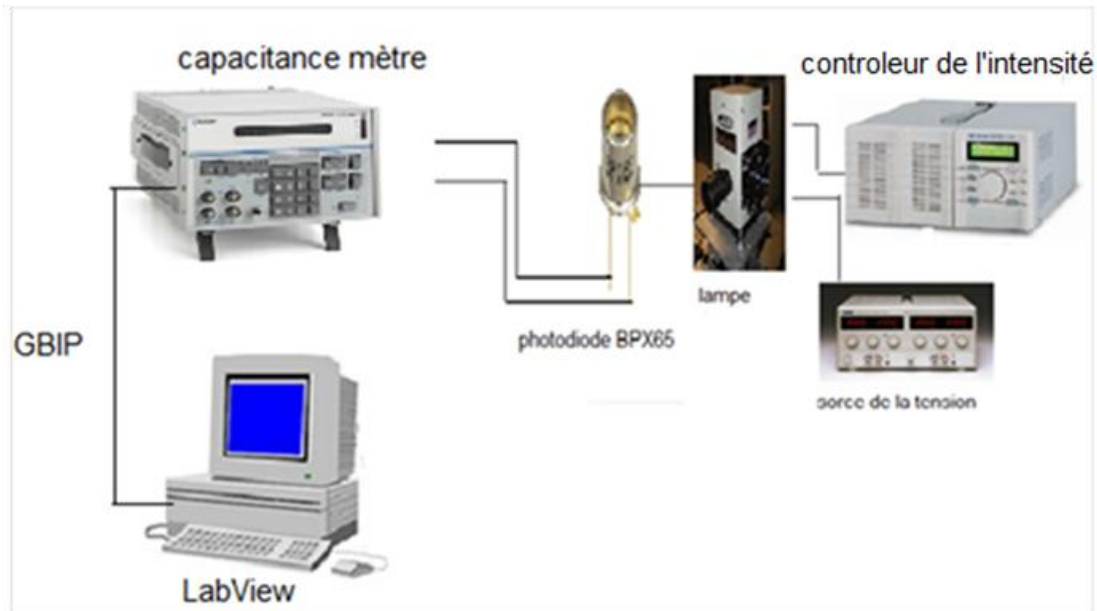 capacitance mètre
controleur de l'intensité
lampe
photodiode BPX65
GBIP
sorce de la tension
LabView